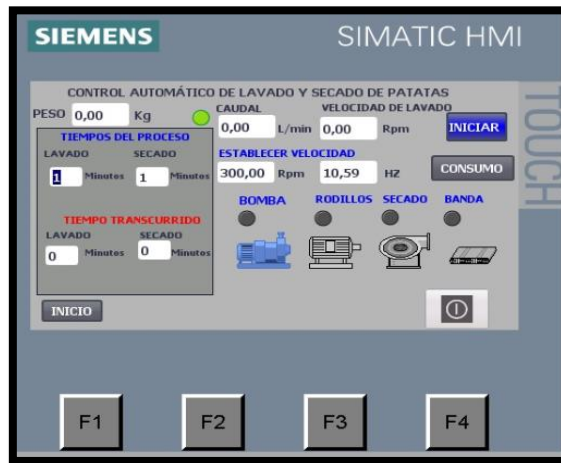 SIEMENS SIMATIC HMI
TOUCH
CONTROL AUTOMÁTICO DE LAVADO Y SECADO DE PATATAS
PESO 0,00 Kg CAUDAL VELOCIDAD DE LAVADO
0,00 L/min 0,00 Rpm INICIAR
TIEMPOS DEL PROCESO
LAVADO SECADO
1 Minutos 1 Minutos
ESTABLECER VELOCIDAD
300,00 Rpm 10,59 HZ CONSUMO
BOMBA RODILLOS SECADO BANDA
TIEMPO TRANSCURRIDO
LAVADO SECADO
0 Minutos 0 Minutos
INICIO
F1 F2 F3 F4